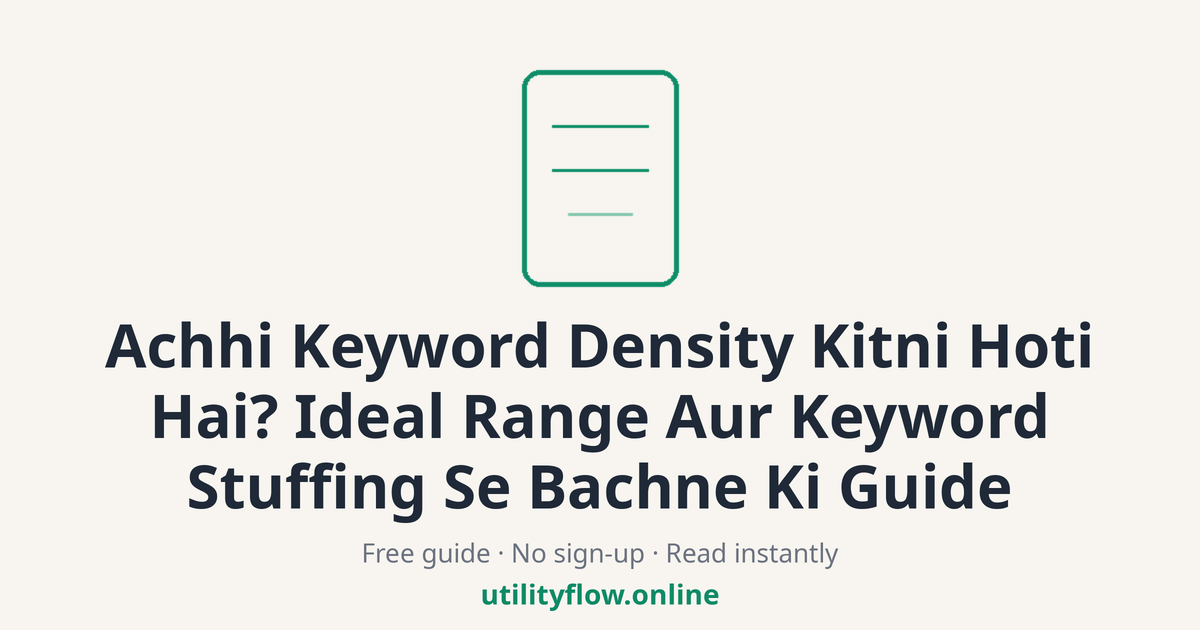 Achhi Keyword Density Kitni Hoti
Hai? Ideal Range Aur Keyword
Stuffing Se Bachne Ki Guide
Free guide · No sign-up · Read instantly
utilityflow.online